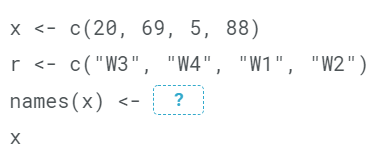 x <- c(20, 69, 5, 88)
r <- c("W3", "W4", "W1", "W2")
names(x) <- ?
x